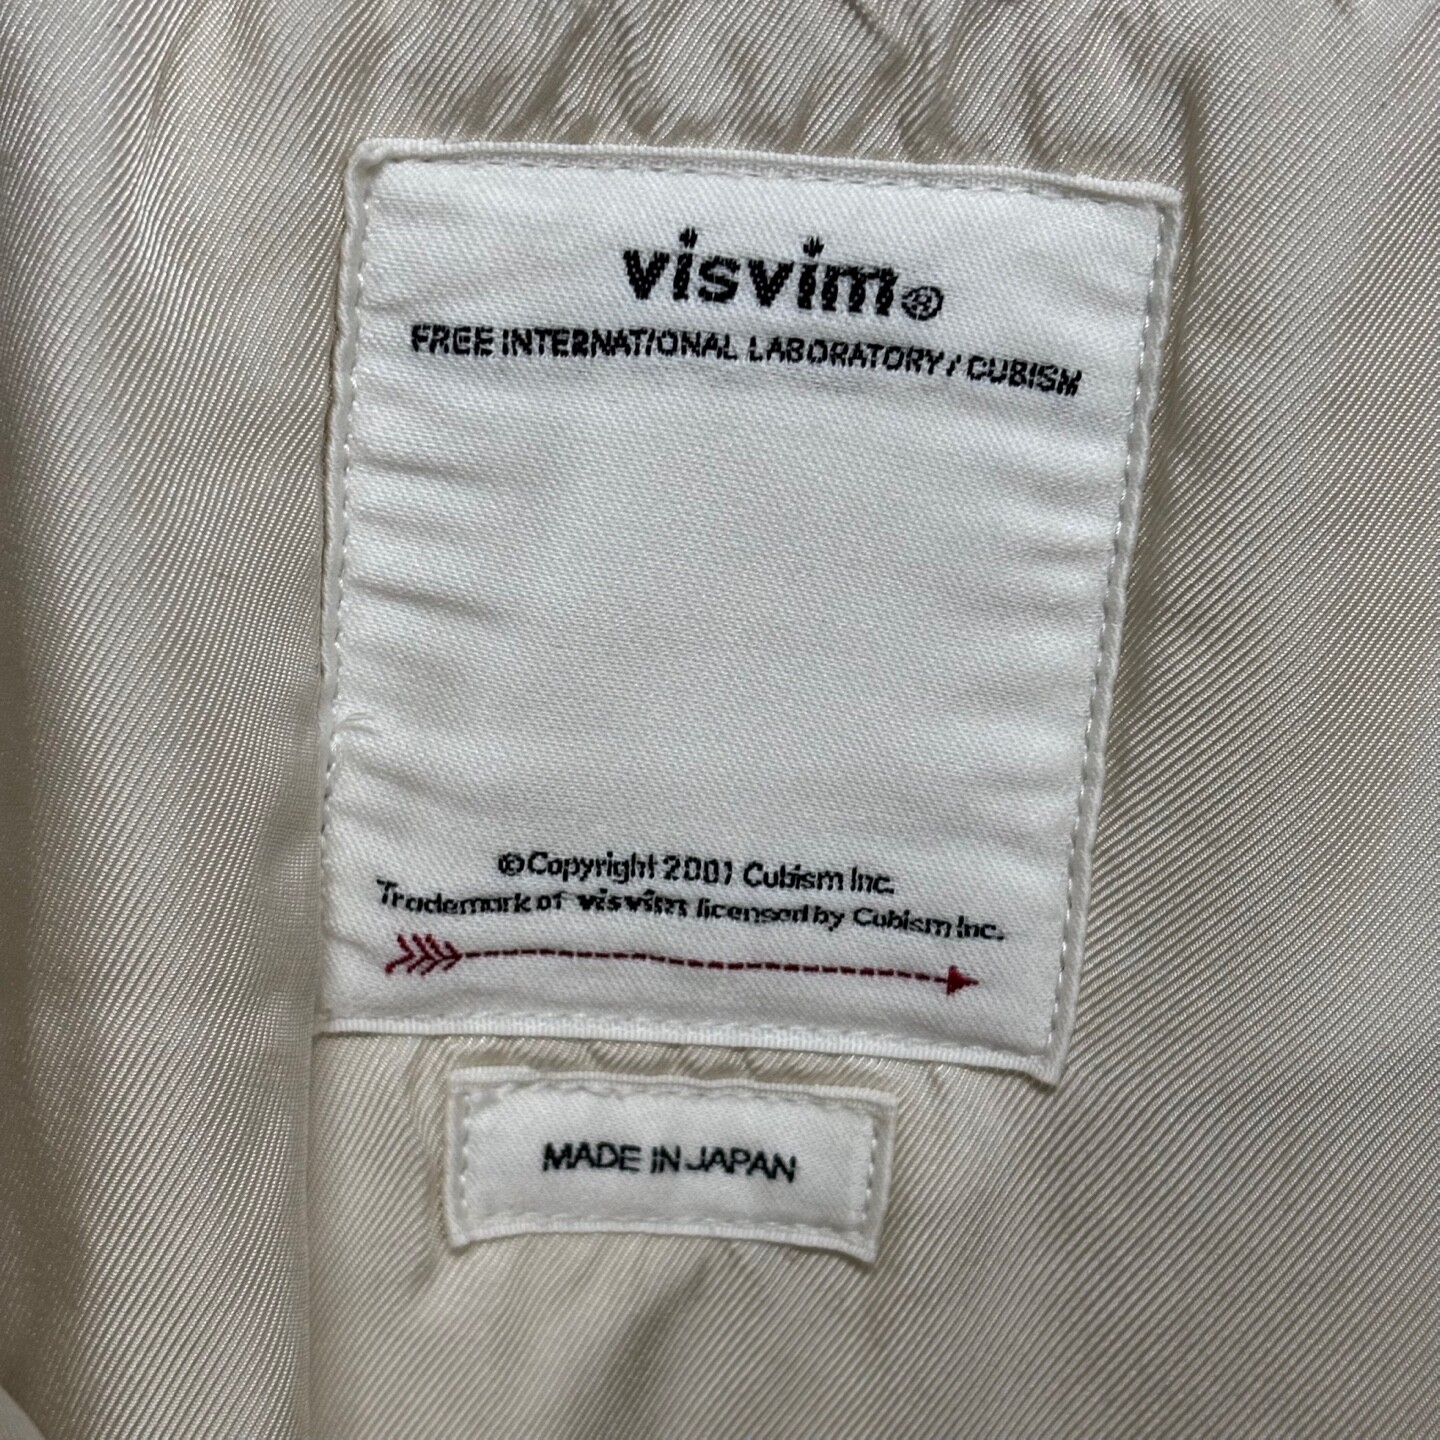 visvim®
FREE INTERNATIONAL LABORATORY / CUBISM
©Copyright 2001 Cubism Inc.
Trademark of visvim licensed by Cubism Inc.
MADE IN JAPAN